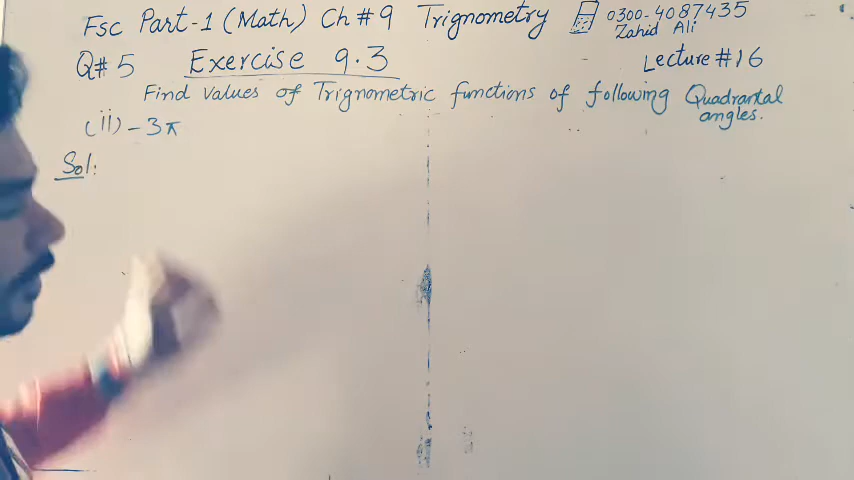 Fsc Part-1 (Math) Ch # 9 Trignometry 0300-4087435
Zahid Ali
Q# 5 Exercise 9.3 Lecture # 16
Find values of Trignometric functions of following Quadrantal
angles.
(ii) - 3π
Sol: